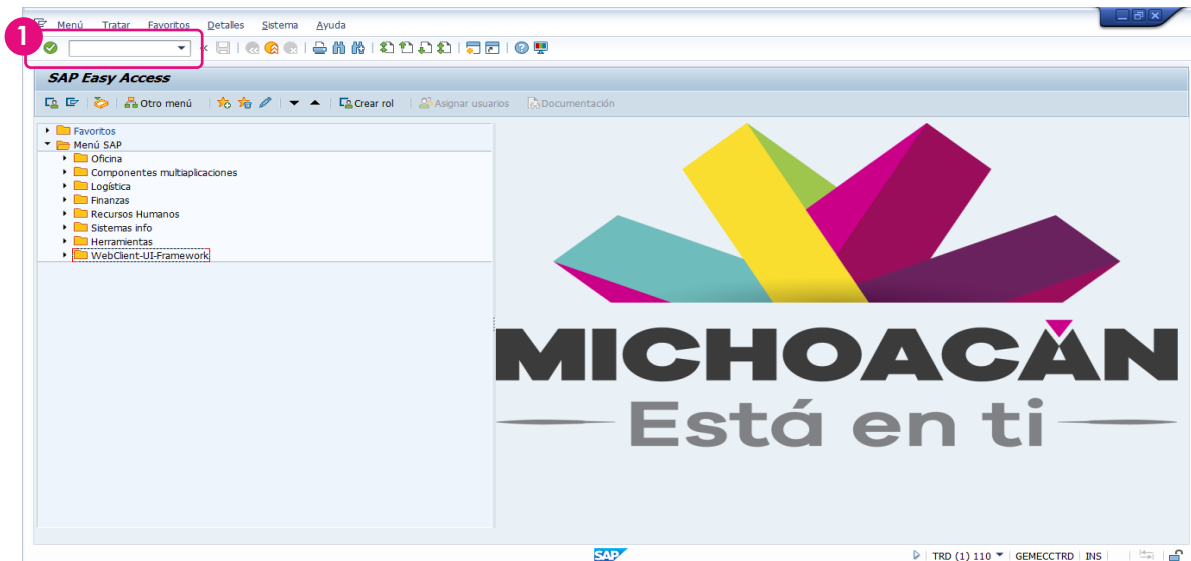 1
Menú Tratar Favoritos Detalles Sistema Ayuda
SAP Easy Access
Otro menú Crear rol Asignar usuarios Documentación
Favoritos
Menú SAP
Oficina
Componentes multiaplicaciones
Logística
Finanzas
Recursos Humanos
Sistemas info
Herramientas
WebClient-UI-Framework
MICHOACÁN
Está en ti
SAP TRD (1) 110 GEMECCTRD INS